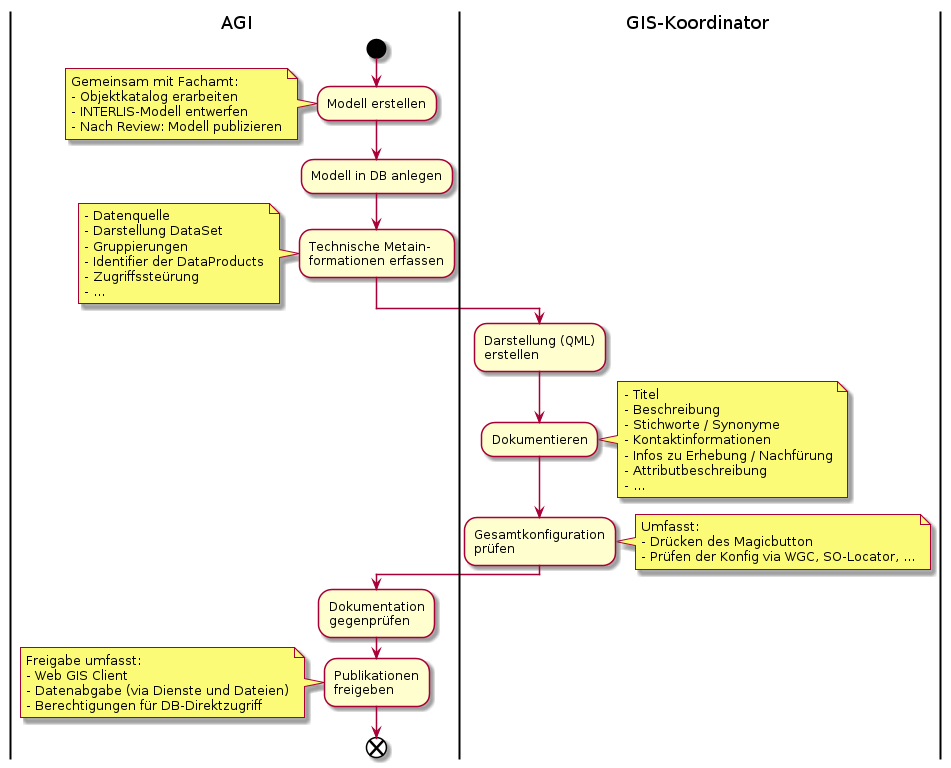 AGI
GIS-Koordinator
Gemeinsam mit Fachamt:
- Objektkatalog erarbeiten
- INTERLIS-Modell entwerfen
- Nach Review: Modell publizieren
Modell erstellen
Modell in DB anlegen
- Datenquelle
- Darstellung DataSet
- Gruppierungen
- Identifier der DataProducts
- Zugriffssteürung
- ...
Technische Metain-
formationen erfassen
Darstellung (QML)
erstellen
Dokumentieren
- Titel
- Beschreibung
- Stichworte / Synonyme
- Kontaktinformationen
- Infos zu Erhebung / Nachfürung
- Attributbeschreibung
- ...
Gesamtkonfiguration
prüfen
Umfasst:
- Drücken des Magicbutton
- Prüfen der Konfig via WGC, SO-Locator, ...
Dokumentation
gegenprüfen
Freigabe umfasst:
- Web GIS Client
- Datenabgabe (via Dienste und Dateien)
- Berechtigungen für DB-Direktzugriff
Publikationen
freigeben